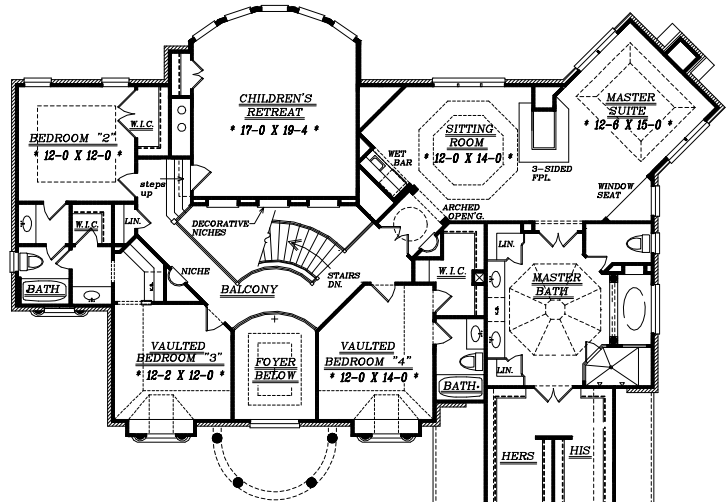 CHILDREN'S
RETREAT
* 17-0 X 19-4 *
MASTER
SUITE
* 12-6 X 15-0 *
W.I.C.
BEDROOM "2"
* 12-0 X 12-0 *
SITTING
ROOM
* 12-0 X 14-0 *
WET
BAR
3-SIDED
FPL.
steps
up
WINDOW
SEAT
ARCHED
OPEN'G.
LIN.
W.I.C.
DECORATIVE
NICHES
LIN.
NICHE
STAIRS
DN.
W.I.C.
MASTER
BATH
BATH
BALCONY
VAULTED
BEDROOM "3"
* 12-2 X 12-0 *
FOYER
BELOW
VAULTED
BEDROOM "4"
* 12-0 X 14-0 *
LIN.
BATH.
HERS
HIS